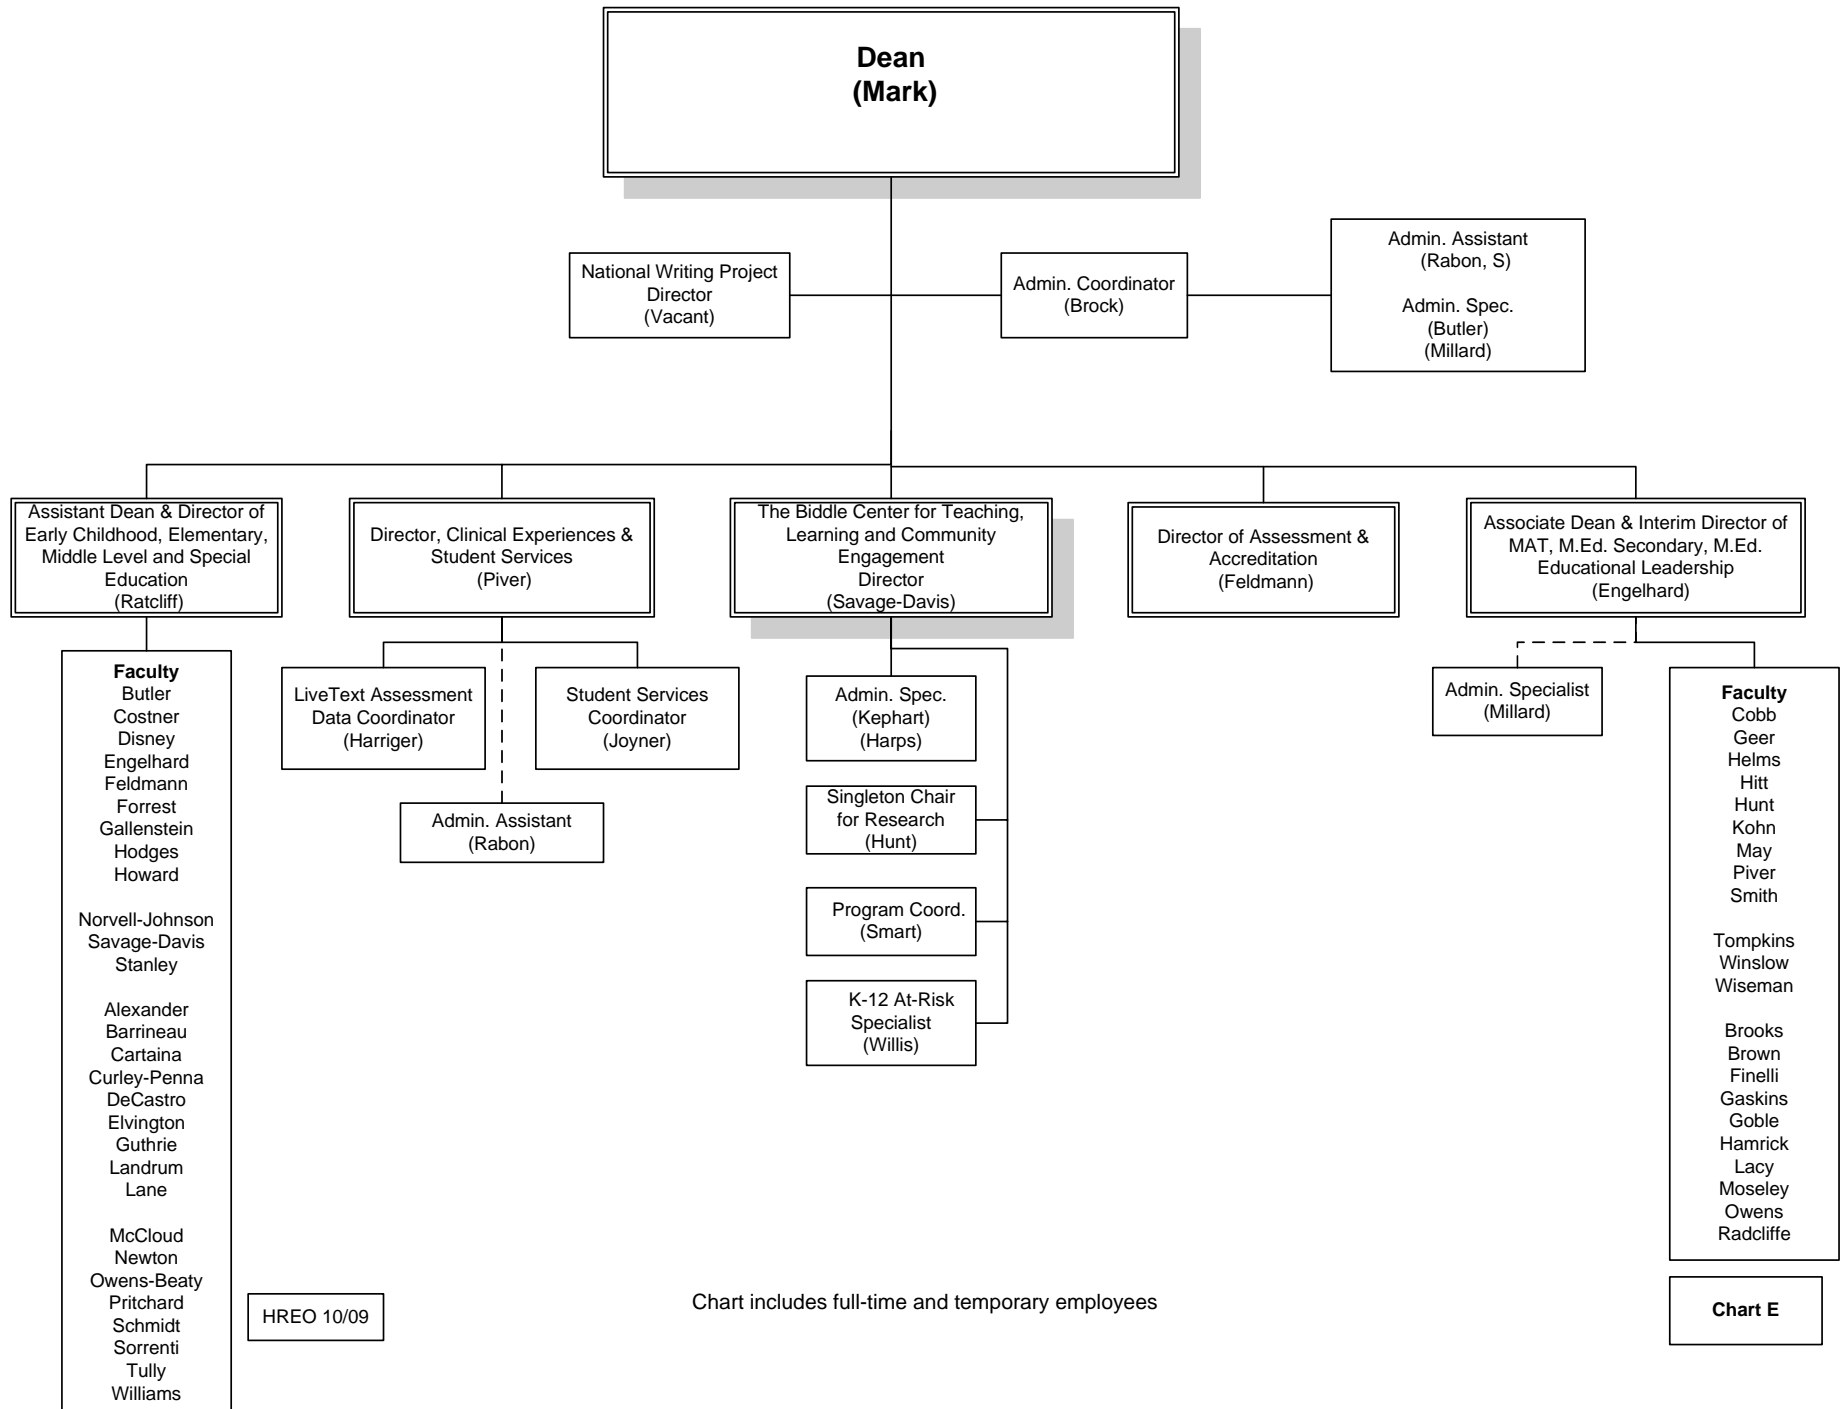 Dean
(Mark)
National Writing Project
Director
(Vacant)
Admin. Coordinator
(Brock)
Admin. Assistant
(Rabon, S)
Admin. Spec.
(Butler)
(Millard)
Assistant Dean & Director of
Early Childhood, Elementary,
Middle Level and Special
Education
(Ratcliff)
Director, Clinical Experiences &
Student Services
(Piver)
The Biddle Center for Teaching,
Learning and Community
Engagement
Director
(Savage-Davis)
Director of Assessment &
Accreditation
(Feldmann)
Associate Dean & Interim Director of
MAT, M.Ed. Secondary, M.Ed.
Educational Leadership
(Engelhard)
Faculty
Butler
Costner
Disney
Engelhard
Feldmann
Forrest
Gallenstein
Hodges
Howard
Norvell-Johnson
Savage-Davis
Stanley
Alexander
Barrineau
Cartaina
Curley-Penna
DeCastro
Elvington
Guthrie
Landrum
Lane
McCloud
Newton
Owens-Beaty
Pritchard
Schmidt
Sorrenti
Tully
Williams
LiveText Assessment
Data Coordinator
(Harriger)
Student Services
Coordinator
(Joyner)
Admin. Assistant
(Rabon)
Admin. Spec.
(Kephart)
(Harps)
Singleton Chair
for Research
(Hunt)
Program Coord.
(Smart)
K-12 At-Risk
Specialist
(Willis)
Admin. Specialist
(Millard)
Faculty
Cobb
Geer
Helms
Hitt
Hunt
Kohn
May
Piver
Smith
Tompkins
Winslow
Wiseman
Brooks
Brown
Finelli
Gaskins
Goble
Hamrick
Lacy
Moseley
Owens
Radcliffe
HREO 10/09
Chart includes full-time and temporary employees
Chart E